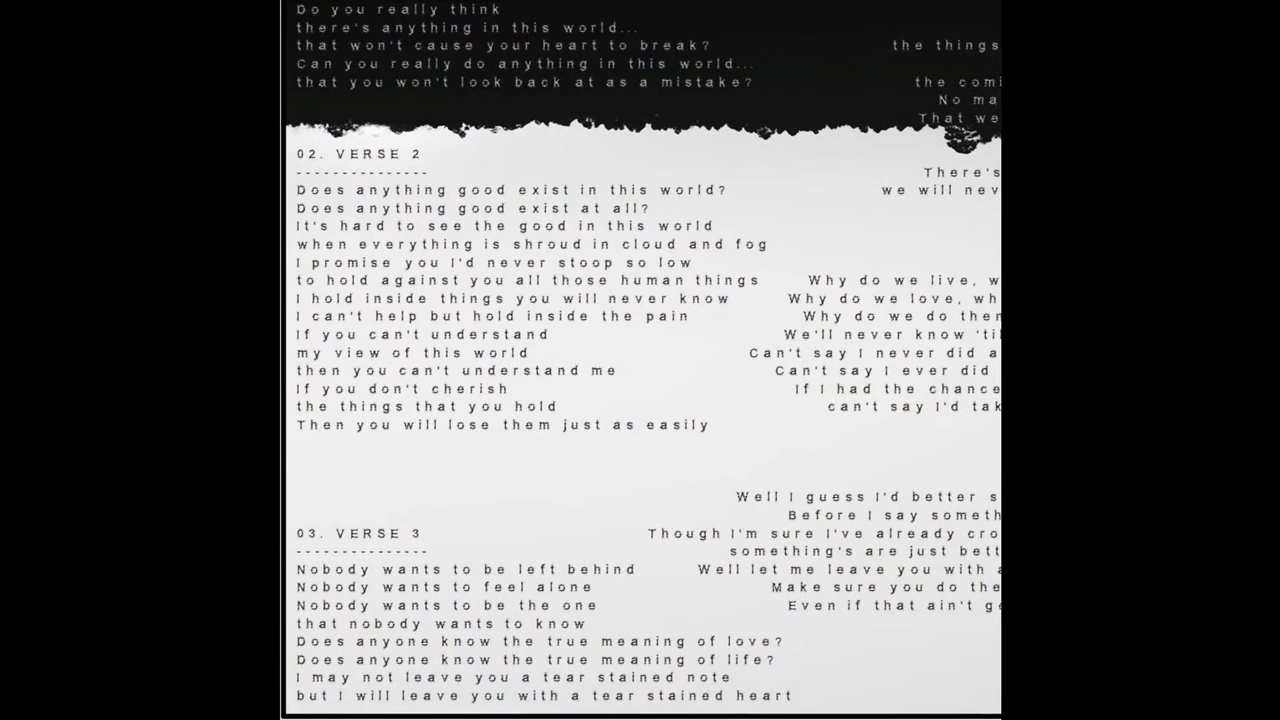 Do you really think
there's anything in this world...
that won't cause your heart to break?
Can you really do anything in this world...
that you won't look back at as a mistake?
02. VERSE 2
---------------
Does anything good exist in this world?
Does anything good exist at all?
It's hard to see the good in this world
when everything is shroud in cloud and fog
I promise you I'd never stoop so low
to hold against you all those human things
I hold inside things you will never know
I can't help but hold inside the pain
If you can't understand
my view of this world
then you can't understand me
If you don't cherish
the things that you hold
Then you will lose them just as easily
03. VERSE 3
---------------
Nobody wants to be left behind
Nobody wants to feel alone
Nobody wants to be the one
that nobody wants to know
Does anyone know the true meaning of love?
Does anyone know the true meaning of life?
I may not leave you a tear stained note
but I will leave you with a tear stained heart
the things
the comi
No ma
That we
There's
we will nev
Why do we live, w
Why do we love, wh
Why do we do then
We'll never know 'til
Can't say I never did a
Can't say I ever did
If I had the chance
can't say I'd tak
Well I guess I'd better s
Before I say someth
Though I'm sure I've already cro
something's are just bett
Well let me leave you with a
Make sure you do the
Even if that ain't go